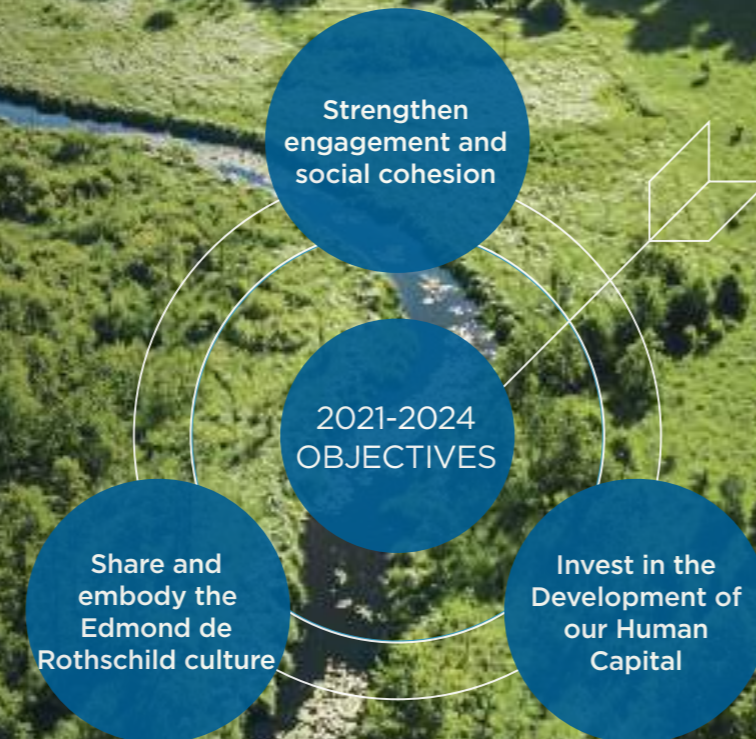 Strengthen
engagement and
social cohesion
2021-2024
OBJECTIVES
Share and
embody the
Edmond de
Rothschild culture
Invest in the
Development of
our Human
Capital